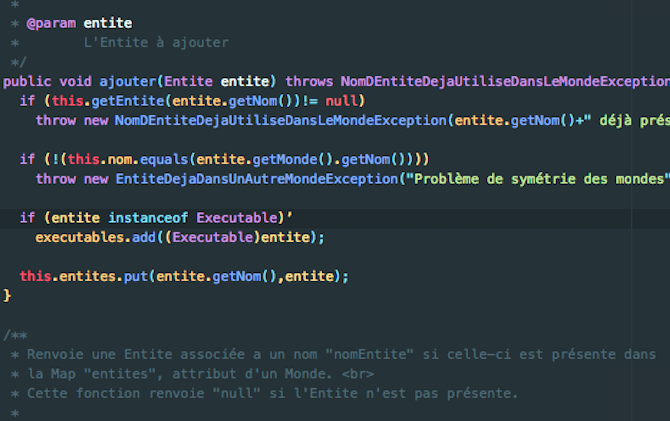 *
* @param entite
* L'Entite à ajouter
*/
public void ajouter(Entite entite) throws NomDEntiteDejaUtiliseDansLeMondeException
if (this.getEntite(entite.getNom())!= null)
throw new NomDEntiteDejaUtiliseDansLeMondeException(entite.getNom()+" déjà prés
if (!(this.nom.equals(entite.getMonde().getNom())))
throw new EntiteDejaDansUnAutreMondeException("Problème de symétrie des mondes"
if (entite instanceof Executable)’
executables.add((Executable)entite);
this.entites.put(entite.getNom(),entite);
}
/**
* Renvoie une Entite associée a un nom "nomEntite" si celle-ci est présente dans
* la Map "entites", attribut d'un Monde. <br>
* Cette fonction renvoie "null" si l'Entite n'est pas présente.
*